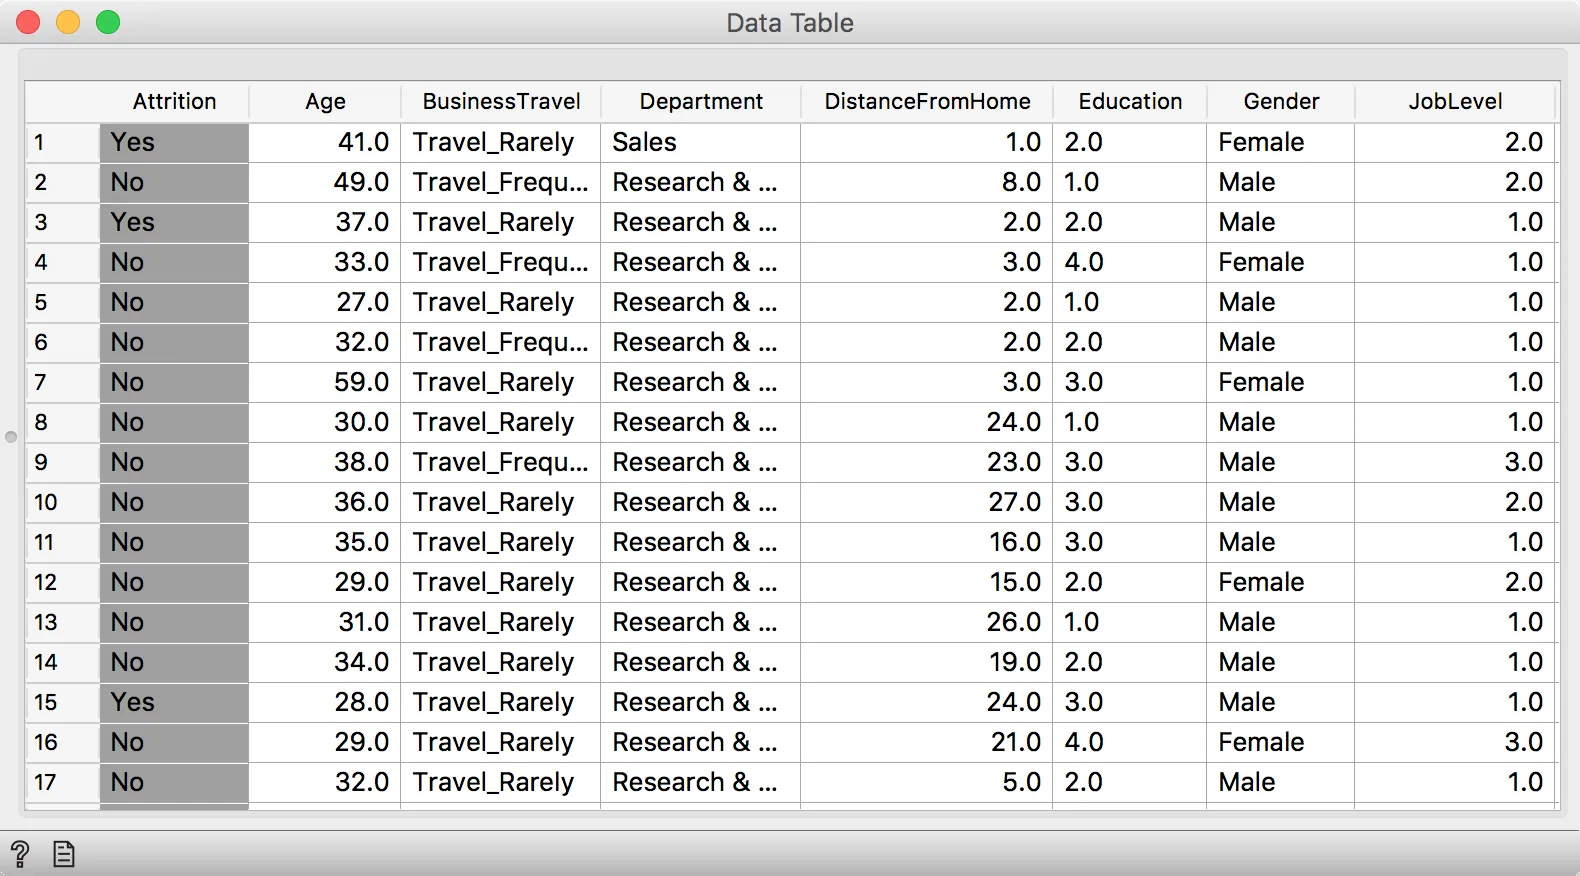 Data Table
Attrition Age BusinessTravel Department DistanceFromHome Education Gender JobLevel
1 Yes 41.0 Travel_Rarely Sales 1.0 2.0 Female 2.0
2 No 49.0 Travel_Frequ... Research & ... 8.0 1.0 Male 2.0
3 Yes 37.0 Travel_Rarely Research & ... 2.0 2.0 Male 1.0
4 No 33.0 Travel_Frequ... Research & ... 3.0 4.0 Female 1.0
5 No 27.0 Travel_Rarely Research & ... 2.0 1.0 Male 1.0
6 No 32.0 Travel_Frequ... Research & ... 2.0 2.0 Male 1.0
7 No 59.0 Travel_Rarely Research & ... 3.0 3.0 Female 1.0
8 No 30.0 Travel_Rarely Research & ... 24.0 1.0 Male 1.0
9 No 38.0 Travel_Frequ... Research & ... 23.0 3.0 Male 3.0
10 No 36.0 Travel_Rarely Research & ... 27.0 3.0 Male 2.0
11 No 35.0 Travel_Rarely Research & ... 16.0 3.0 Male 1.0
12 No 29.0 Travel_Rarely Research & ... 15.0 2.0 Female 2.0
13 No 31.0 Travel_Rarely Research & ... 26.0 1.0 Male 1.0
14 No 34.0 Travel_Rarely Research & ... 19.0 2.0 Male 1.0
15 Yes 28.0 Travel_Rarely Research & ... 24.0 3.0 Male 1.0
16 No 29.0 Travel_Rarely Research & ... 21.0 4.0 Female 3.0
17 No 32.0 Travel_Rarely Research & ... 5.0 2.0 Male 1.0
?